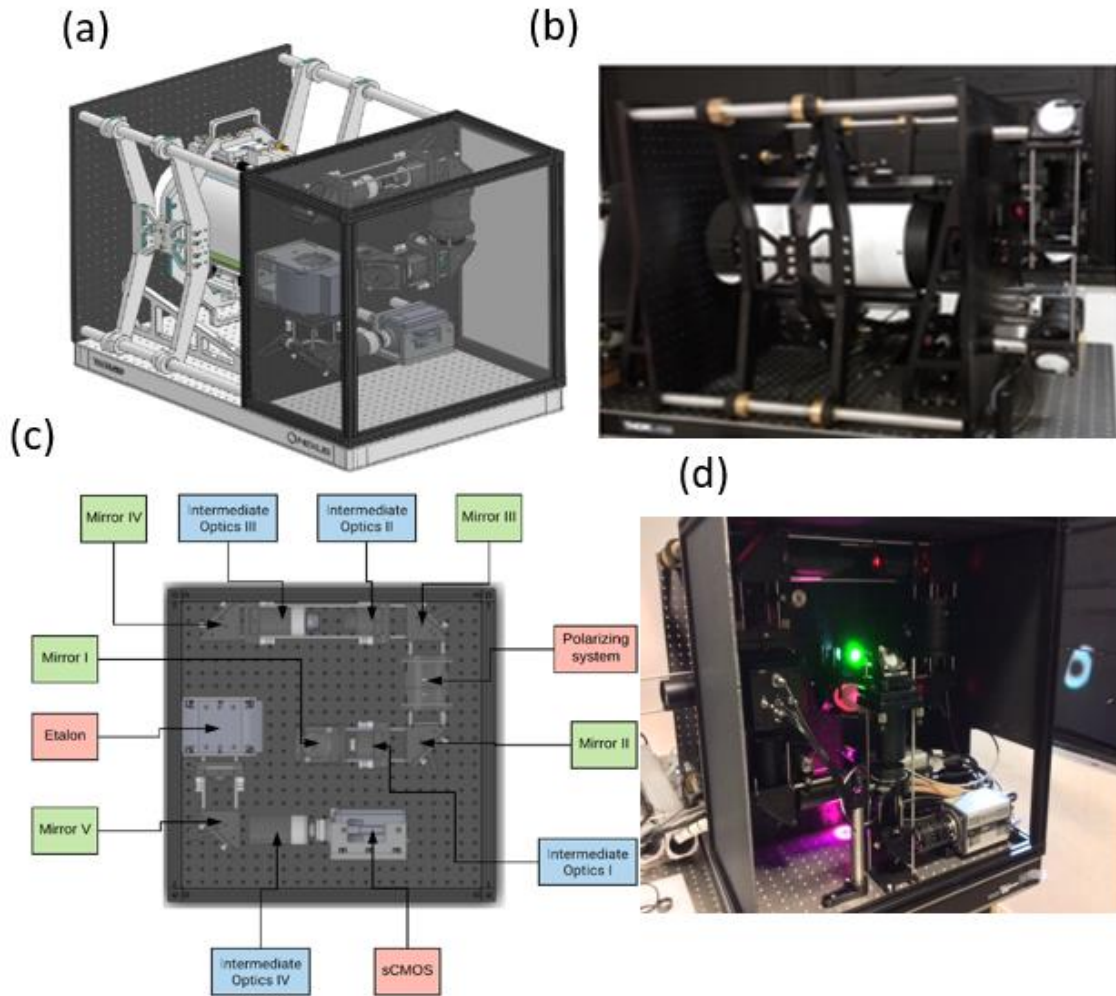 (a)
(b)
NEXUS
(c)
(d)
Mirror IV
Intermediate
Optics III
Intermediate
Optics II
Mirror III
Mirror I
Polarizing
system
Etalon
Mirror II
Mirror V
Intermediate
Optics I
Intermediate
Optics IV
sCMOS